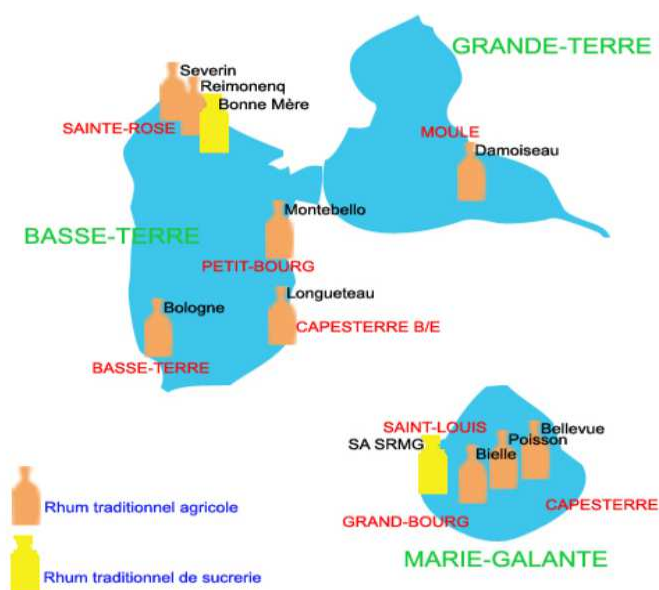 GRANDE-TERRE
Severin
Reimonenq
Bonne Mère
SAINTE-ROSE
MOULE
Damoiseau
Montebello
BASSE-TERRE
PETIT-BOURG
Longueteau
Bologne
CAPESTERRE B/E
BASSE-TERRE
SAINT-LOUIS
Bellevue
SA SRMG
Poisson
Bielle
CAPESTERRE
GRAND-BOURG
MARIE-GALANTE
Rhum traditionnel agricole
Rhum traditionnel de sucrerie